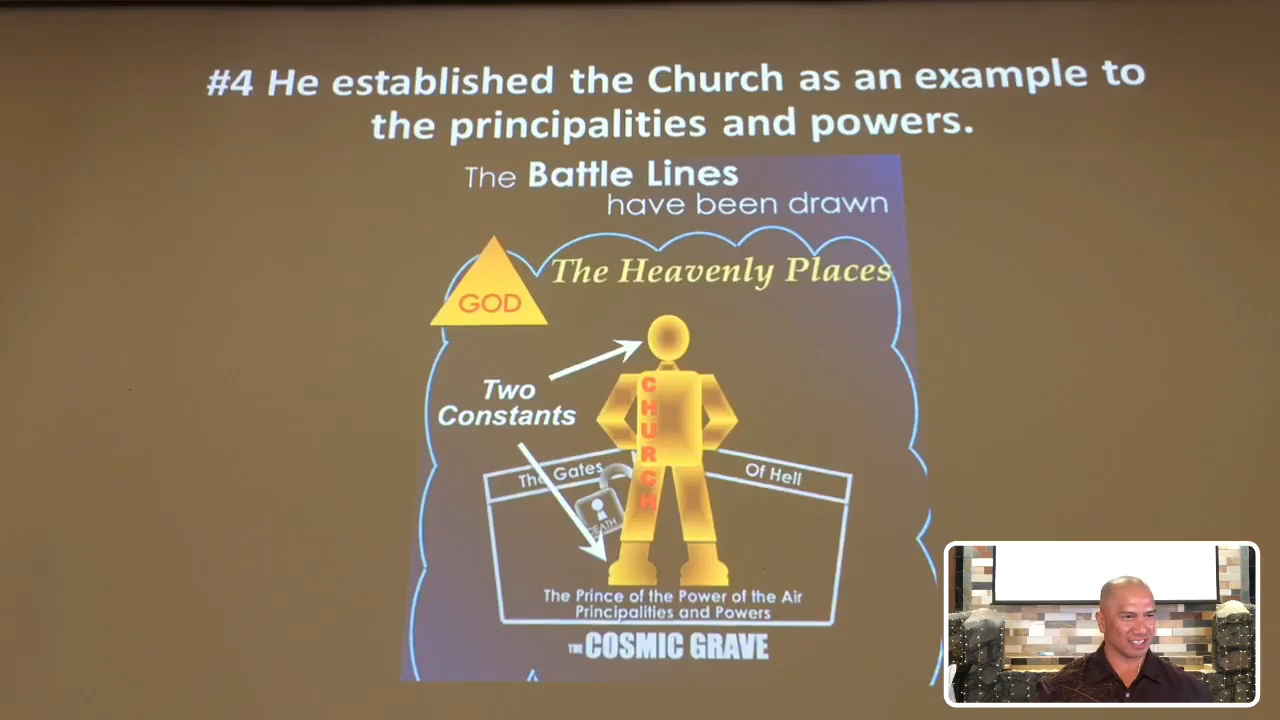 #4 He established the Church as an example to
the principalities and powers.
The Battle Lines
have been drawn
The Heavenly Places
GOD
Two
Constants
CHURCH
The Gates
Of Hell
DEATH
The Prince of the Power of the Air
Principalities and Powers
THE COSMIC GRAVE